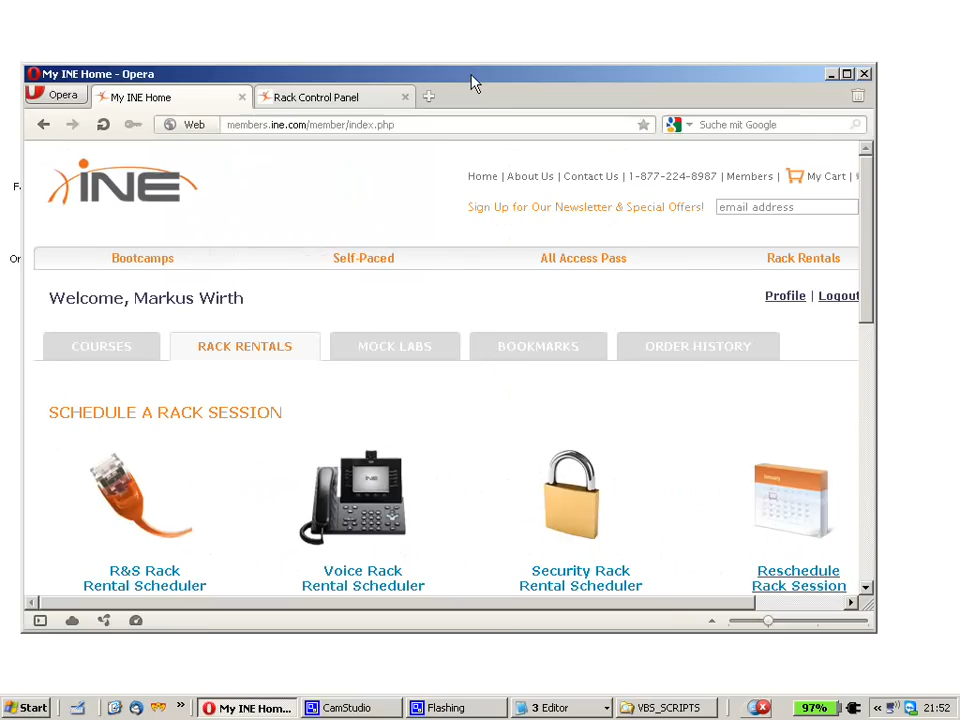 My INE Home - Opera
Opera
My INE Home
Rack Control Panel
Web
members.ine.com/member/index.php
Suche mit Google
INE
Home | About Us | Contact Us | 1-877-224-8987 | Members | My Cart |
Sign Up for Our Newsletter & Special Offers!
email address
Bootcamps
Self-Paced
All Access Pass
Rack Rentals
Welcome, Markus Wirth
Profile | Logout
COURSES
RACK RENTALS
MOCK LABS
BOOKMARKS
ORDER HISTORY
SCHEDULE A RACK SESSION
R&S Rack
Rental Scheduler
Voice Rack
Rental Scheduler
Security Rack
Rental Scheduler
Reschedule
Rack Session
Start
»
My INE Hom...
CamStudio
Flashing
3 Editor
VBS_SCRIPTS
97%
«
21:52